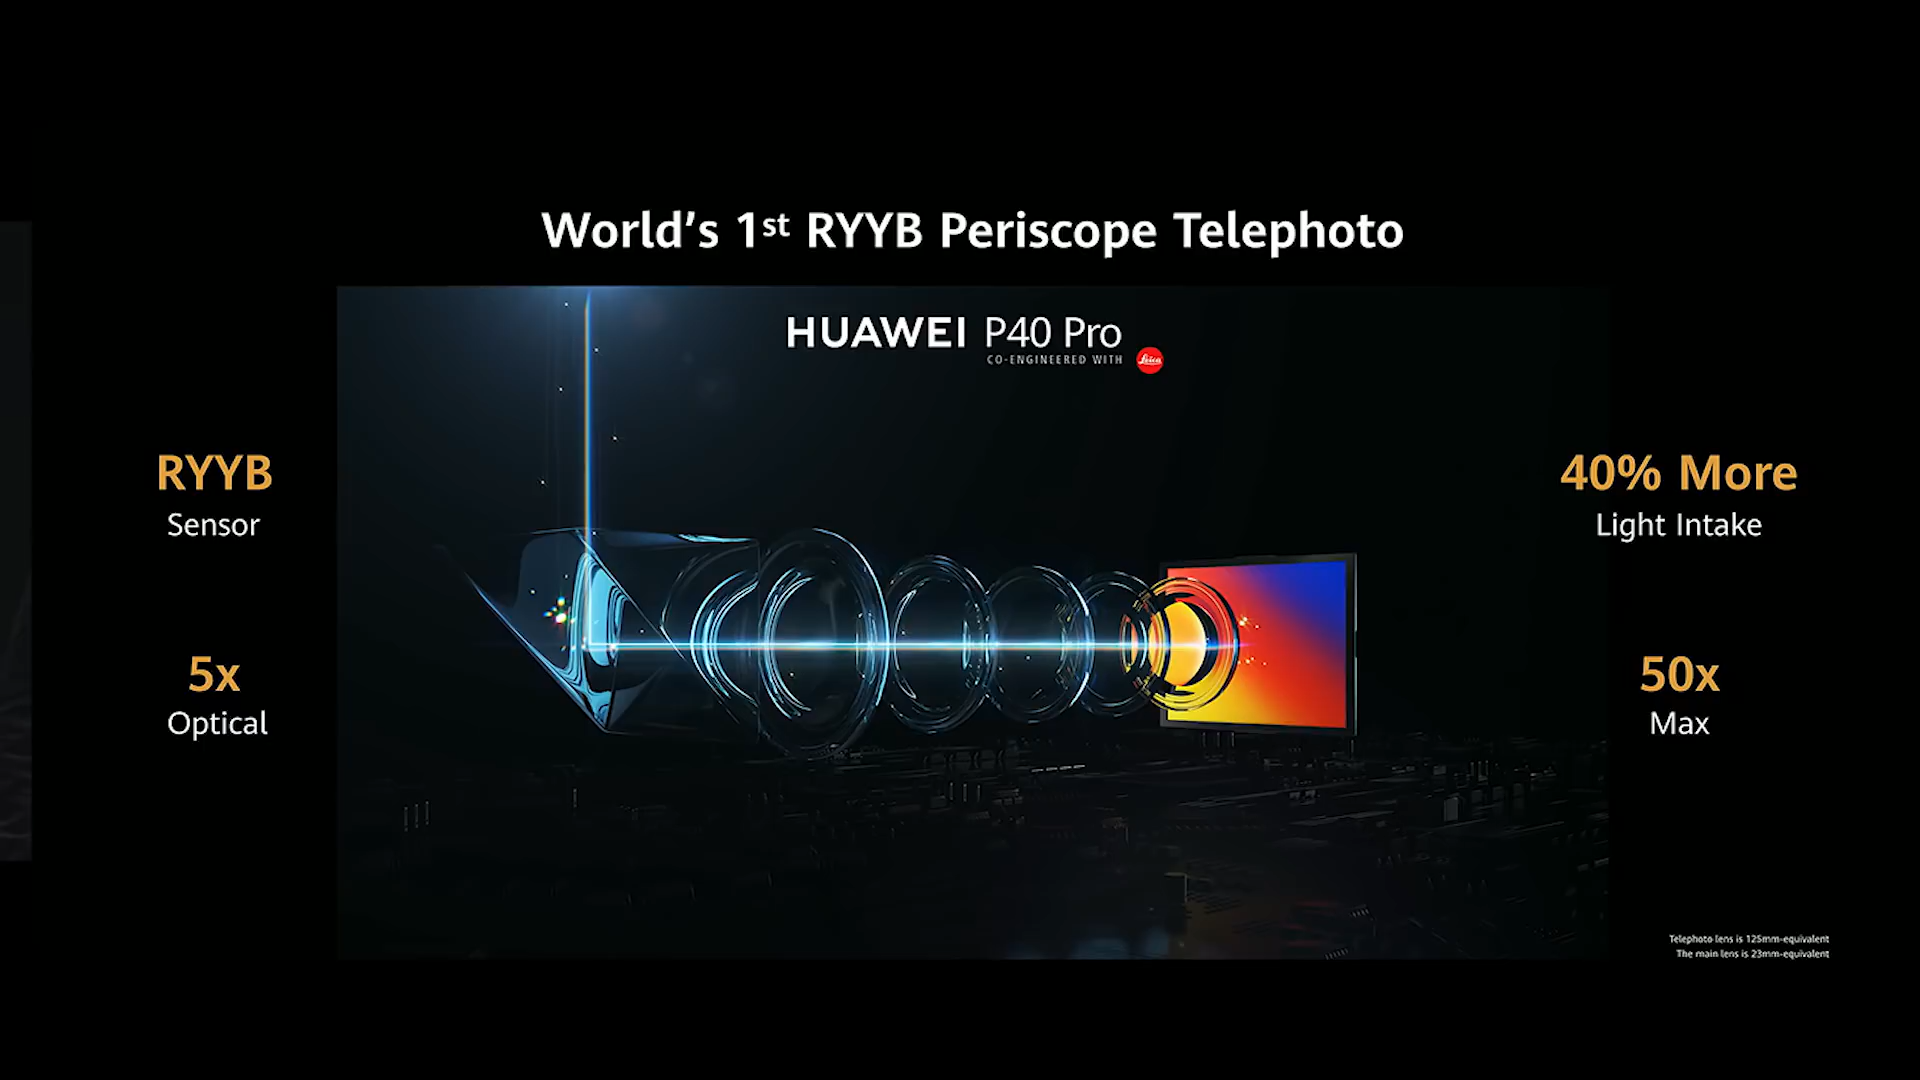 World's 1st RYYB Periscope Telephoto
HUAWEI P40 Pro
CO-ENGINEERED WITH
Leica
RYYB
Sensor
5x
Optical
40% More
Light Intake
50x
Max
Telephoto lens is 125mm-equivalent
The main lens is 23mm-equivalent